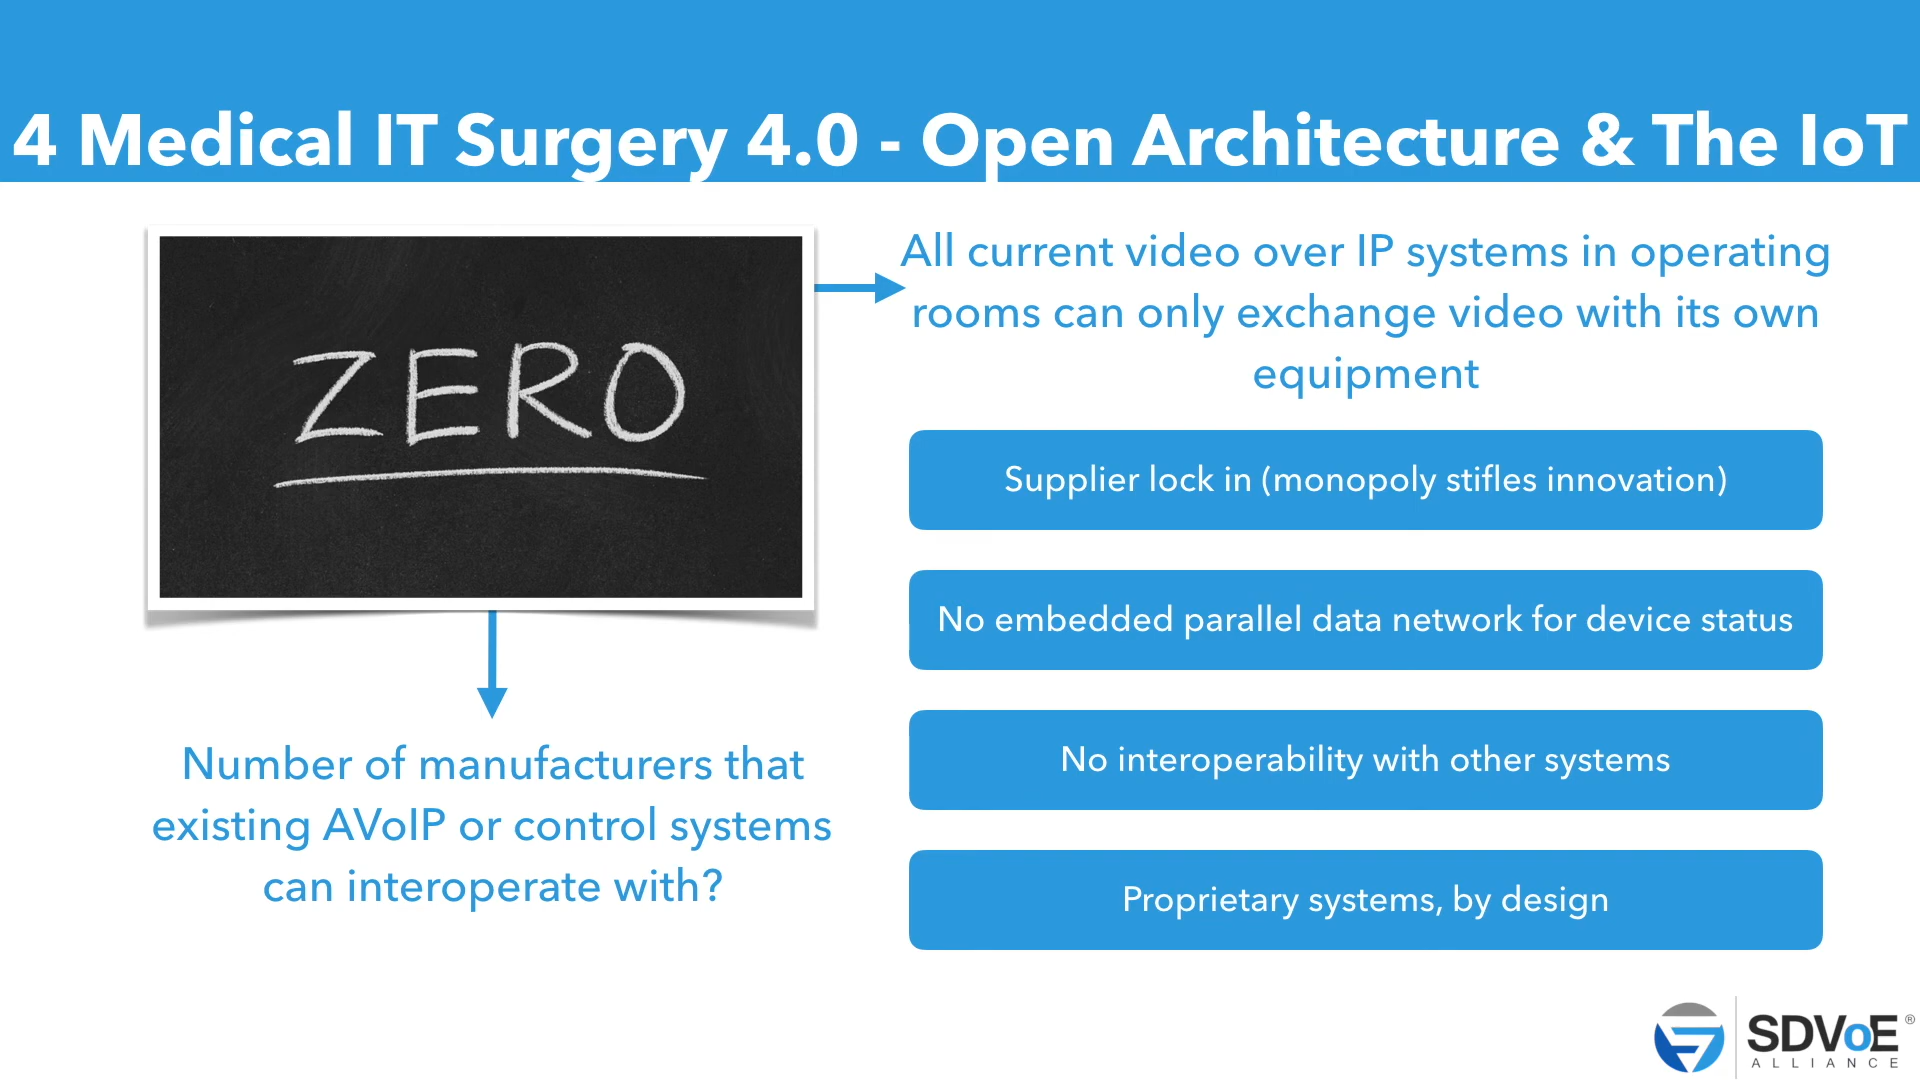 4 Medical IT Surgery 4.0 - Open Architecture & The IoT
ZERO
All current video over IP systems in operating
rooms can only exchange video with its own
equipment
Supplier lock in (monopoly stifles innovation)
No embedded parallel data network for device status
No interoperability with other systems
Proprietary systems, by design
Number of manufacturers that
existing AVoIP or control systems
can interoperate with?
SDVoE®
ALLIANCE